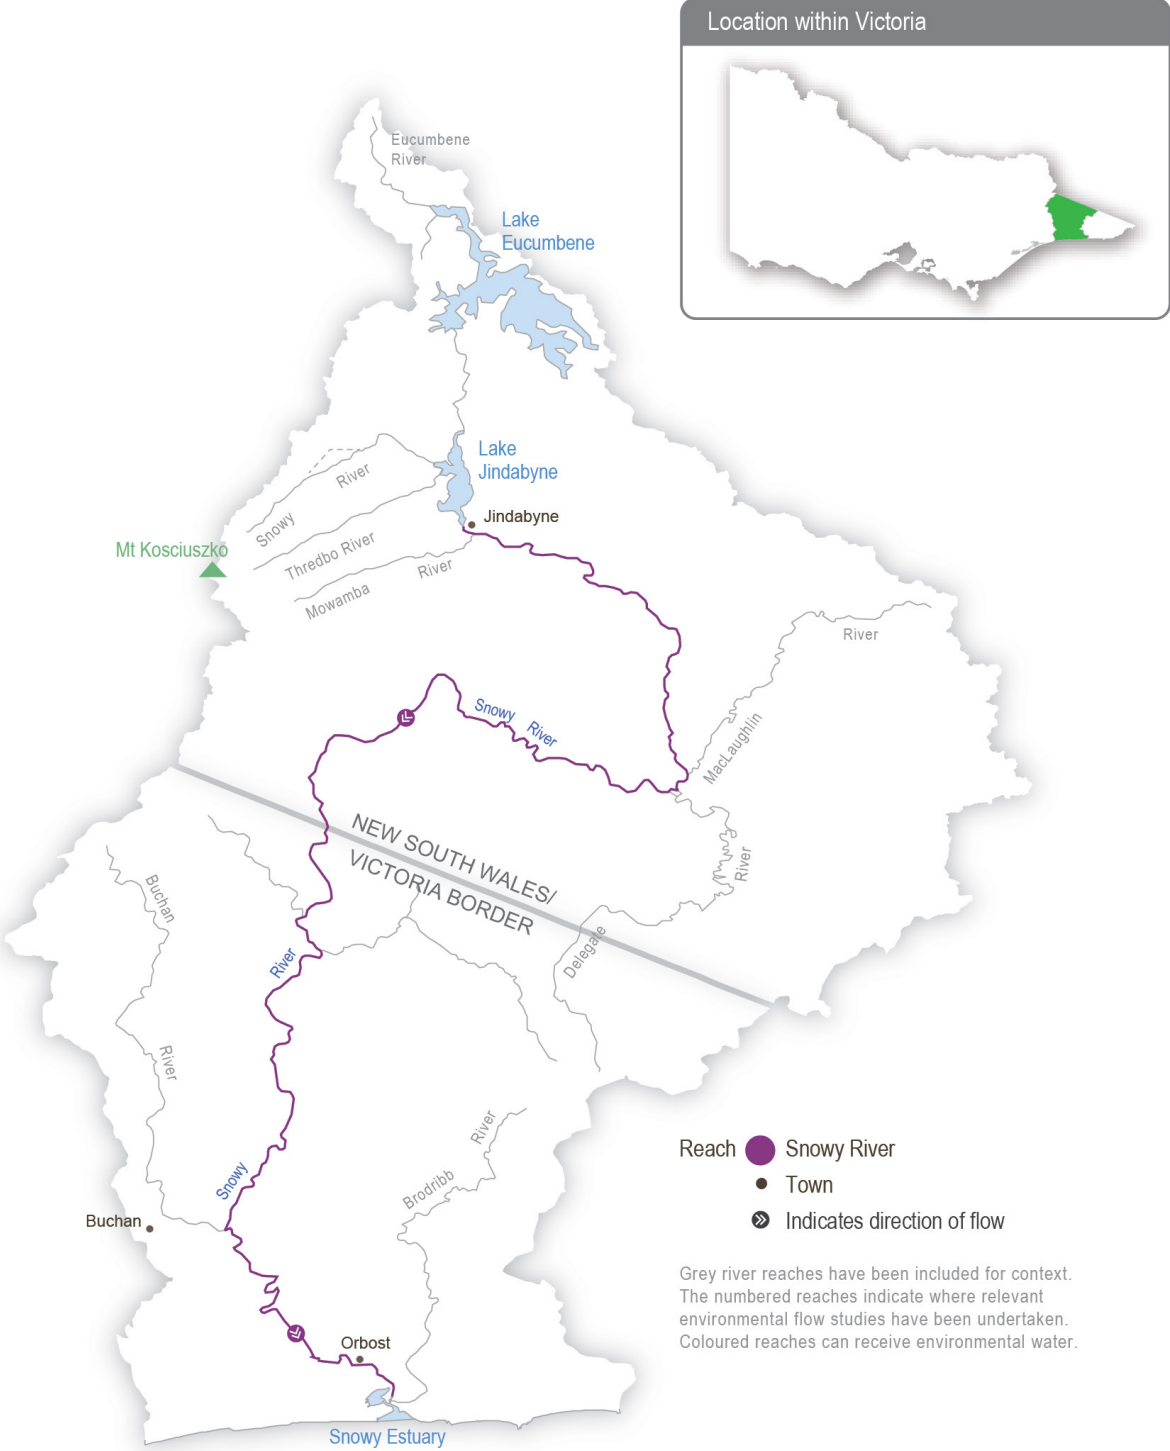 Location within Victoria
Eucumbene
River
Lake
Eucumbene
Lake
Jindabyne
Jindabyne
Snowy
River
Thredbo River
Mowamba
River
Mt Kosciuszko
River
MacLaughlin
Snowy
River
NEW SOUTH WALES/
VICTORIA BORDER
River
Delegate
Buchan
River
River
Snowy
Brodribb
River
Buchan
Orbost
Snowy Estuary
Reach
Snowy River
Town
Indicates direction of flow
Grey river reaches have been included for context.
The numbered reaches indicate where relevant
environmental flow studies have been undertaken.
Coloured reaches can receive environmental water.